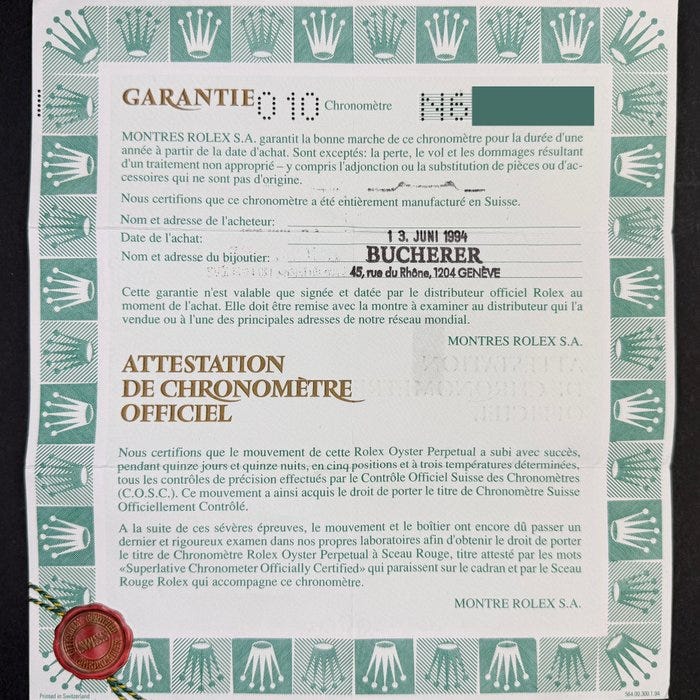 GARANTIE 010 Chronomètre N6
MONTRES ROLEX S.A. garantit la bonne marche de ce chronomètre pour la durée d'une
année à partir de la date d'achat. Sont exceptés: la perte, le vol et les dommages résultant
d'un traitement non approprié – y compris l'adjonction ou la substitution de pièces ou d'ac-
cessoires qui ne sont pas d'origine.
Nous certifions que ce chronomètre a été entièrement manufacturé en Suisse.
Nom et adresse de l'acheteur:
Date de l'achat: 13. JUNI 1994
Nom et adresse du bijoutier: BUCHERER
45, rue du Rhône, 1204 GENÈVE
Cette garantie n'est valable que signée et datée par le distributeur officiel Rolex au
moment de l'achat. Elle doit être remise avec la montre à examiner au distributeur qui l'a
vendue ou à l'une des principales adresses de notre réseau mondial.
MONTRES ROLEX S.A.
ATTESTATION
DE CHRONOMÈTRE
OFFICIEL
Nous certifions que le mouvement de cette Rolex Oyster Perpetual a subi avec succès,
pendant quinze jours et quinze nuits, en cinq positions et à trois températures déterminées,
tous les contrôles de précision effectués par le Contrôle Officiel Suisse des Chronomètres
(C.O.S.C.). Ce mouvement a ainsi acquis le droit de porter le titre de Chronomètre Suisse
Officiellement Contrôlé.
A la suite de ces sévères épreuves, le mouvement et le boîtier ont encore dû passer un
dernier et rigoureux examen dans nos propres laboratoires afin d'obtenir le droit de porter
le titre de Chronomètre Rolex Oyster Perpetual à Sceau Rouge, titre attesté par les mots
«Superlative Chronometer Officially Certified» qui paraissent sur le cadran et par le Sceau
Rouge Rolex qui accompagne ce chronomètre.
MONTRE ROLEX S.A.
SWISS
Printed in Switzerland
564.00.300.1.94